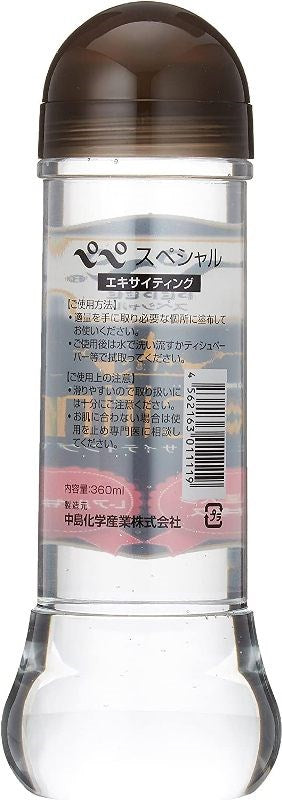 ペペ スペシャル
エキサイティング
【ご使用方法】
・適量を手に取り必要な個所に塗布して
お使いください。
・ご使用後は水で洗い流すかティシュペー
パー等で拭取ってください。
【ご使用上の注意】
・滑りやすいので取り扱いに
は十分にご注意ください。
・お肌に合わない場合は使
用を止め専門医に相談し
てください。
4562163011119
内容量:360ml
製造元
中島化学産業株式会社
プラ